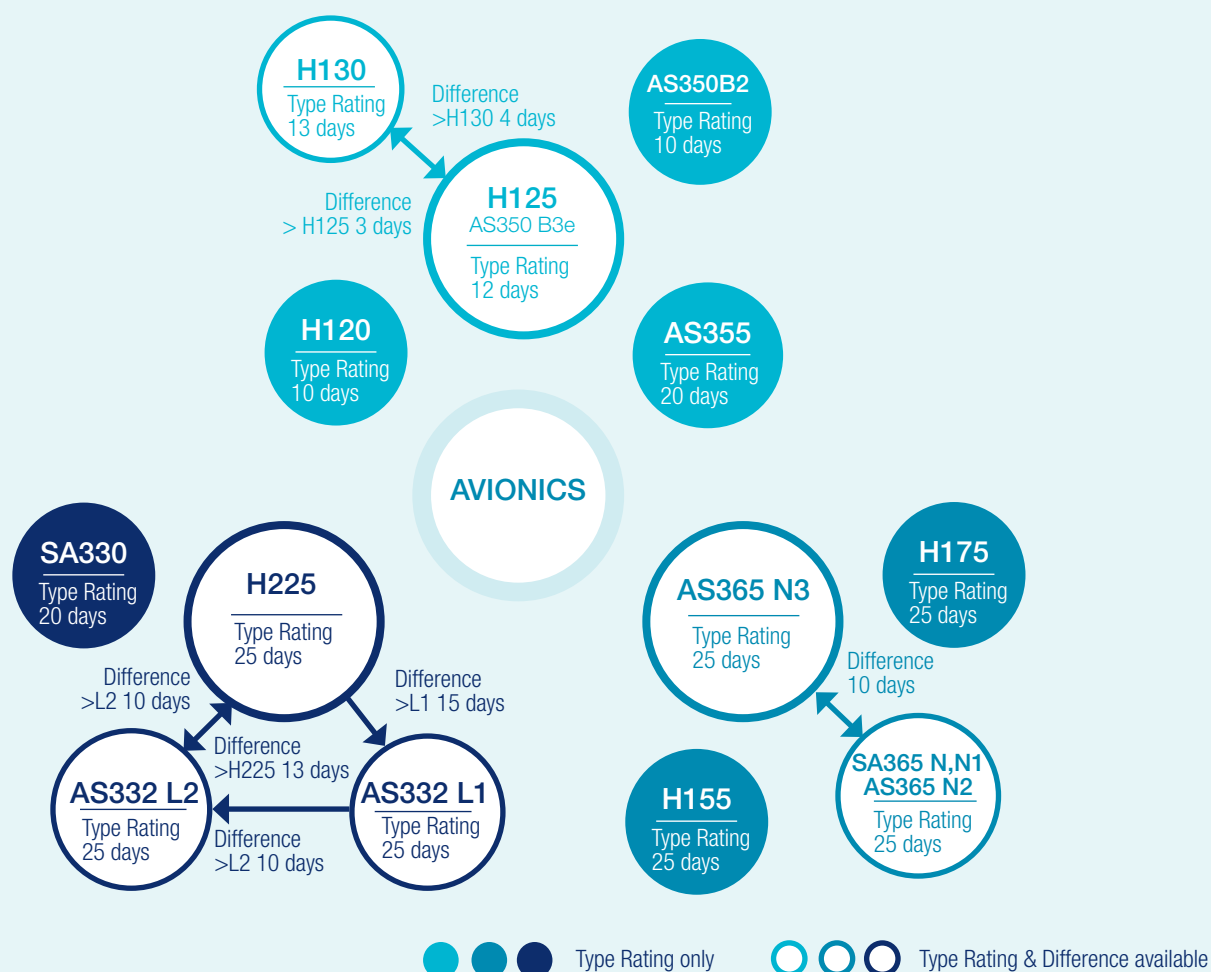 H130
Type Rating
13 days
Difference
>H130 4 days
AS350B2
Type Rating
10 days
Difference
> H125 3 days
H125
AS350 B3e
Type Rating
12 days
H120
Type Rating
10 days
AS355
Type Rating
20 days
AVIONICS
SA330
Type Rating
20 days
H225
Type Rating
25 days
Difference
>L2 10 days
Difference
>L1 15 days
Difference
>H225 13 days
AS332 L2
Type Rating
25 days
AS332 L1
Type Rating
25 days
Difference
>L2 10 days
AS365 N3
Type Rating
25 days
H175
Type Rating
25 days
Difference
10 days
SA365 N,N1
AS365 N2
Type Rating
25 days
H155
Type Rating
25 days
Type Rating only
Type Rating & Difference available